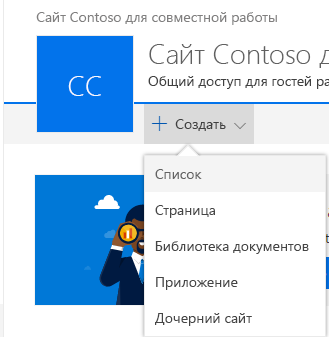 Сайт Contoso для совместной работы
СС
Сайт Contoso д
Общий доступ для гостей ра
+ Создать
Список
Страница
Библиотека документов
Приложение
Дочерний сайт